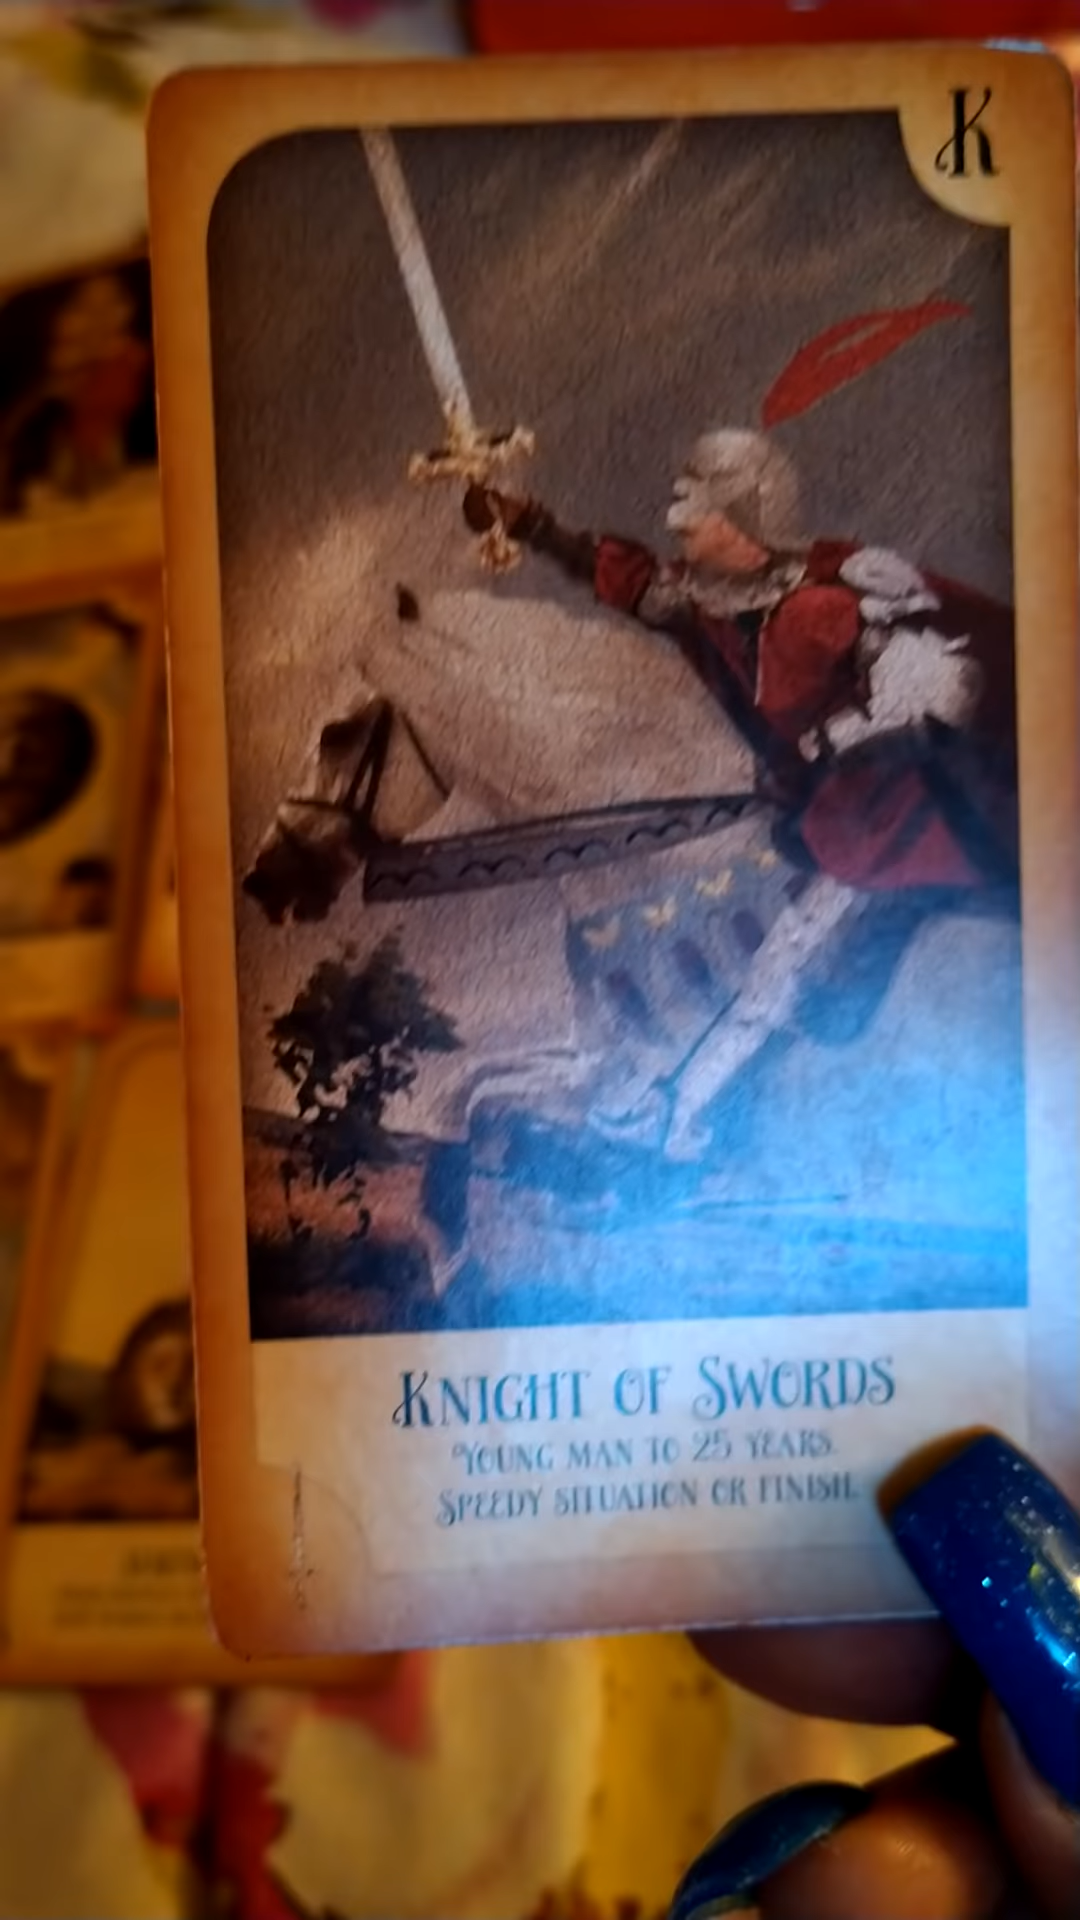 K
KNIGHT OF SWORDS
YOUNG MAN TO 25 YEARS.
SPEEDY SITUATION OR FINISH.